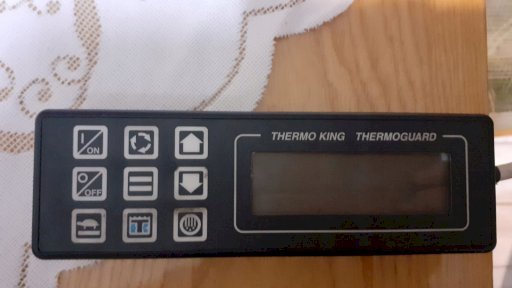 THERMO KING THERMOGUARD
I
ON
O
OFF